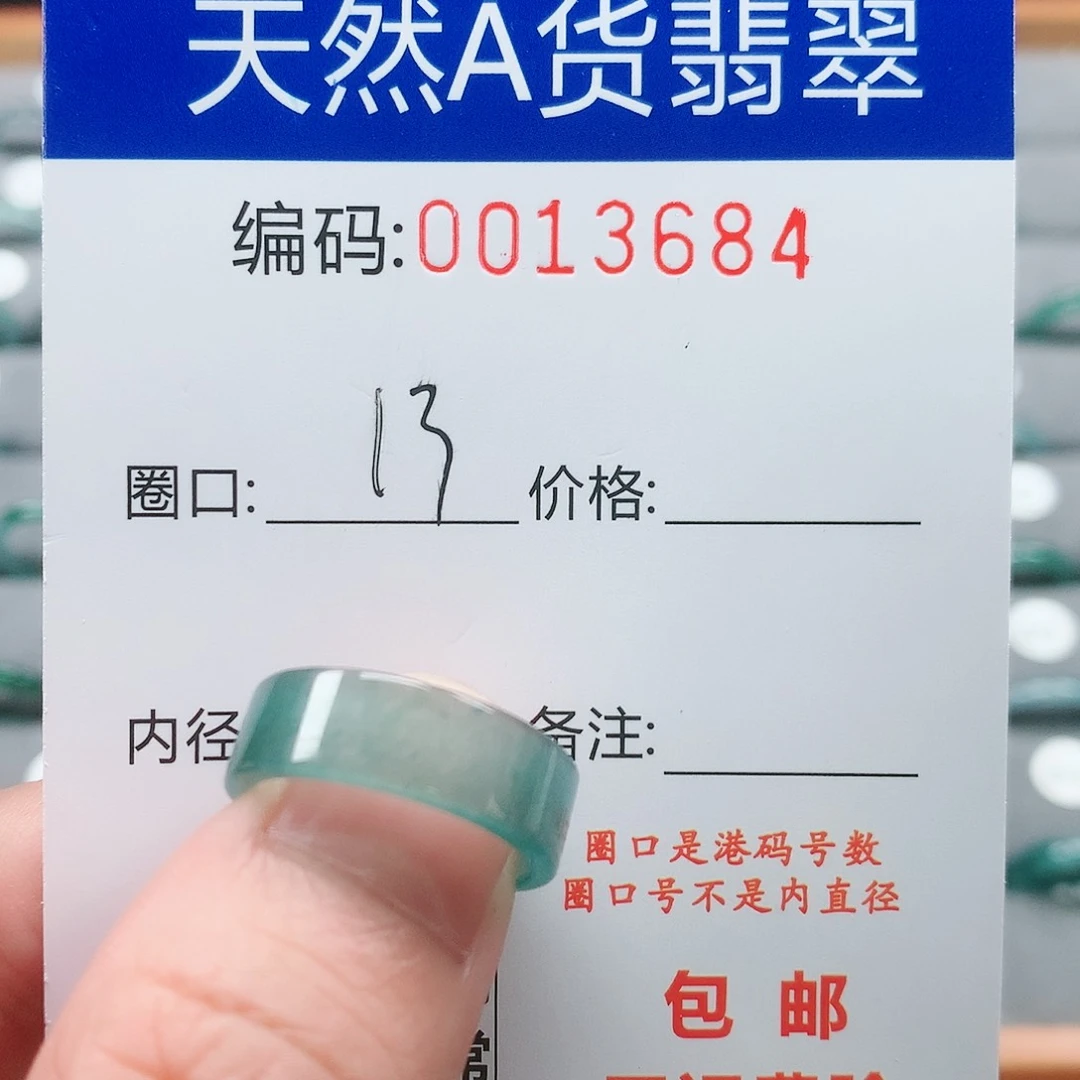 天然A货翡翠
编码:0013684
圈口: 13 价格:
内径 备注:
圈口是港码号数
圈口号不是内直径
包邮
常